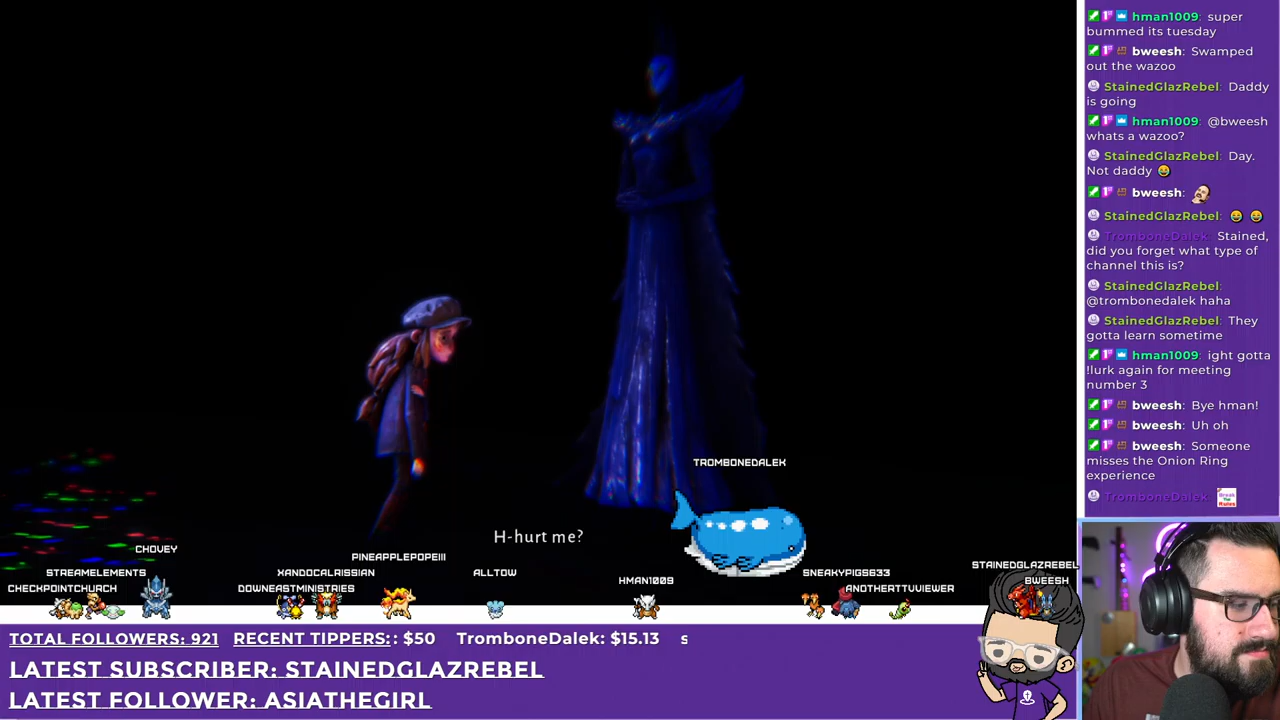 H-hurt me?
TROMBONEDALEK
CHOVEY
STREAMELEMENTS
CHECKPOINTCHURCH
PINEAPPLEPOPEIII
XANDOCALRISSIAN
DOWNEASTMINISTRIES
ALLTOW
HMAN1009
SNEAKYPIGS633
ANOTHERTTVIEWER
STAINEDGLAZREBEL
BWEESH
TOTAL FOLLOWERS: 921 RECENT TIPPERS: : $50 TromboneDalek: $15.13 s
LATEST SUBSCRIBER: STAINEDGLAZREBEL
LATEST FOLLOWER: ASIATHEGIRL
hman1009: super
bummed its tuesday
bweesh: Swamped
out the wazoo
StainedGlazRebel: Daddy
is going
hman1009: @bweesh
whats a wazoo?
StainedGlazRebel: Day.
Not daddy
bweesh:
StainedGlazRebel:
TromboneDalek: Stained,
did you forget what type of
channel this is?
StainedGlazRebel:
@trombonedalek haha
StainedGlazRebel: They
gotta learn sometime
hman1009: ight gotta
!lurk again for meeting
number 3
bweesh: Bye hman!
bweesh: Uh oh
bweesh: Someone
misses the Onion Ring
experience
TromboneDalek: